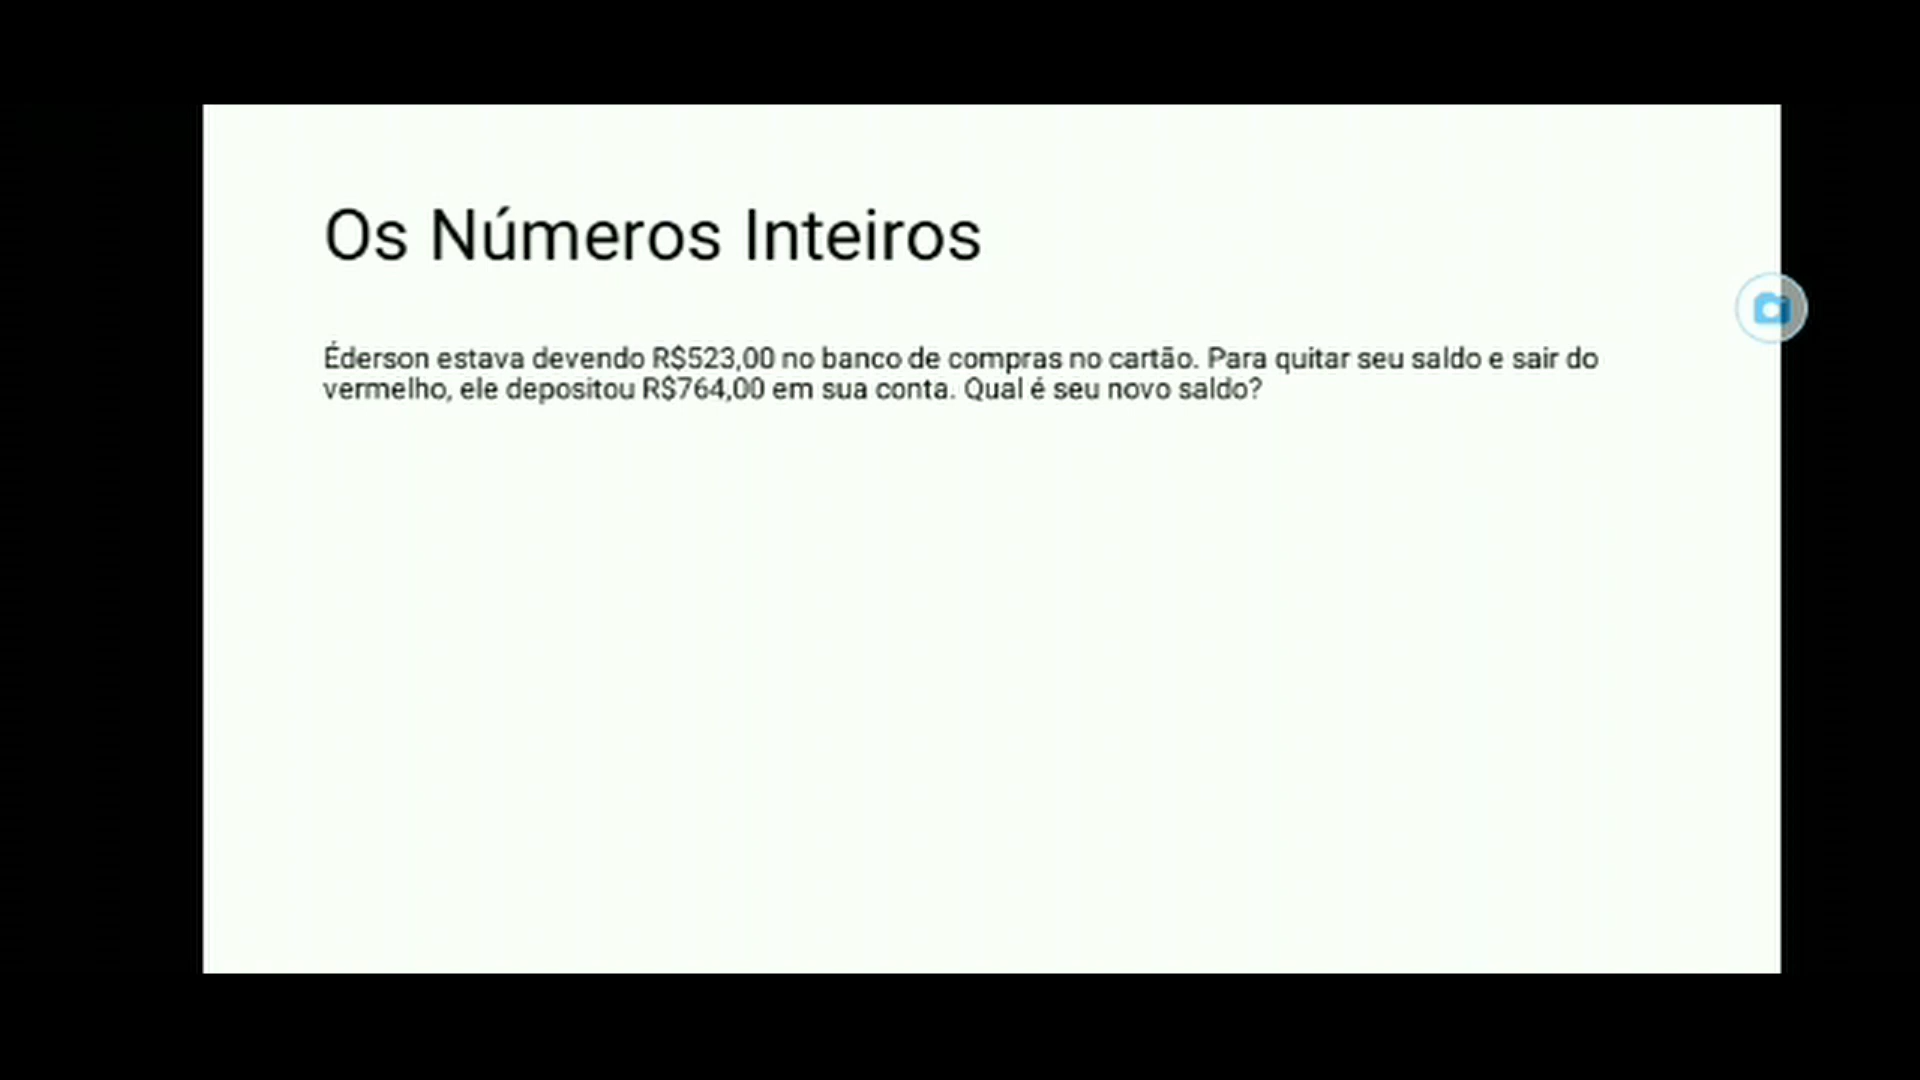 Os Números Inteiros
Éderson estava devendo R$523,00 no banco de compras no cartão. Para quitar seu saldo e sair do
vermelho, ele depositou R$764,00 em sua conta. Qual é seu novo saldo?